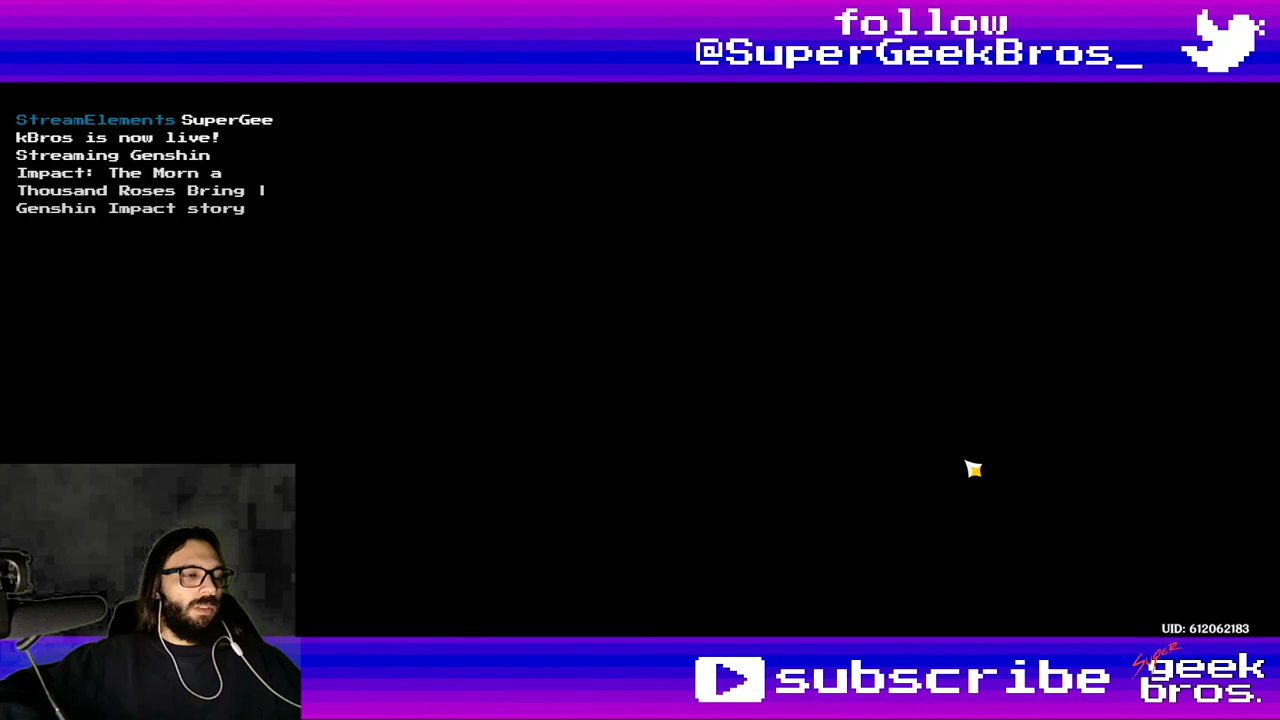 follow
@SuperGeekBros_
StreamElements SuperGee
kBros is now live!
Streaming Genshin
Impact: The Morn a
Thousand Roses Bring |
Genshin Impact story
UID: 612062183
subscribe
SUPER
geek
bros.